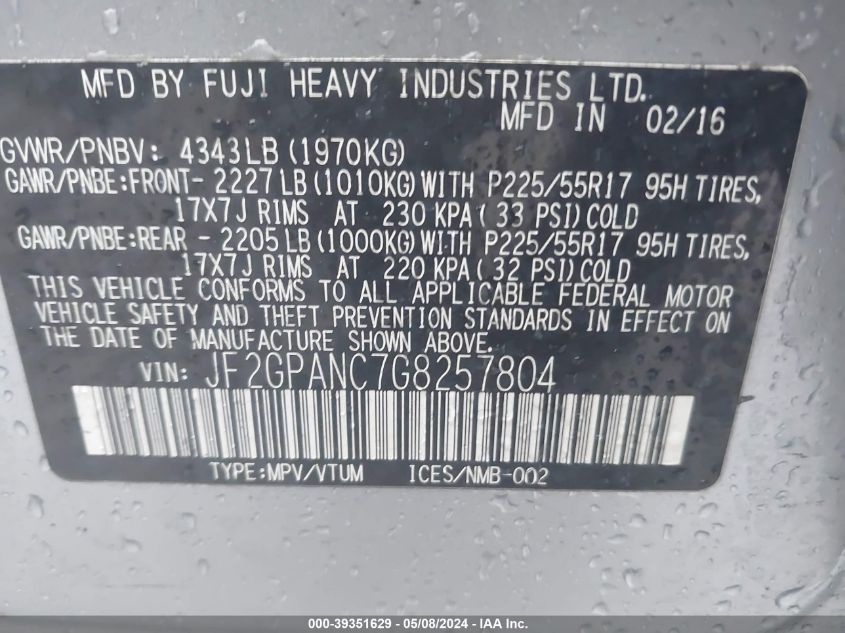 MFD BY FUJI HEAVY INDUSTRIES LTD.
MFD IN 02/16
GVWR/PNBV: 4343LB (1970KG)
GAWR/PNBE:FRONT- 2227LB (1010KG) WITH P225/55R17 95H TIRES,
17X7J RIMS AT 230 KPA( 33 PSI) COLD
GAWR/PNBE:REAR - 2205LB (1000KG) WITH P225/55R17 95H TIRES,
17X7J RIMS AT 220 KPA( 32 PSI) COLD
THIS VEHICLE CONFORMS TO ALL APPLICABLE FEDERAL MOTOR
VEHICLE SAFETY AND THEFT PREVENTION STANDARDS IN EFFECT ON
THE DATE OF MANUFACTURE SHOWN ABOVE.
VIN: JF2GPANC7G8257804
TYPE:MPV/VTUM ICES/NMB-002
000-39351629 - 05/08/2024 - IAA Inc.